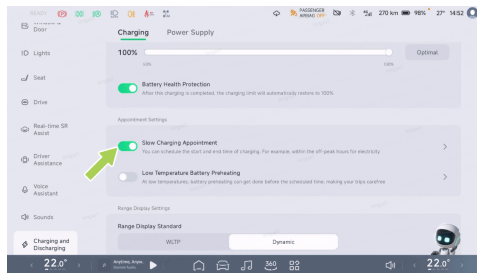 READY
PASSENGER
AIRBAG OFF
270 km
98%
27°
14:52
Door
Charging
Power Supply
100%
Optimal
100%
Lights
Battery Health Protection
After this charging is completed, the charging limit will automatically restore to 100%
Seat
Drive
Appointment Settings
Real-time SR
Assist
Slow Charging Appointment
You can schedule the start and end time of charging. For example, within the off-peak hours for electricity
Driver
Assistance
Low Temperature Battery Preheating
At low temperatures, battery preheating can get done before the scheduled time, making your trips carefree
Voice
Assistant
Range Display Settings
Sounds
Range Display Standard
WLTP
Dynamic
Charging and
Discharging
22.0°
Anytime, Anyw..
360
22.0°